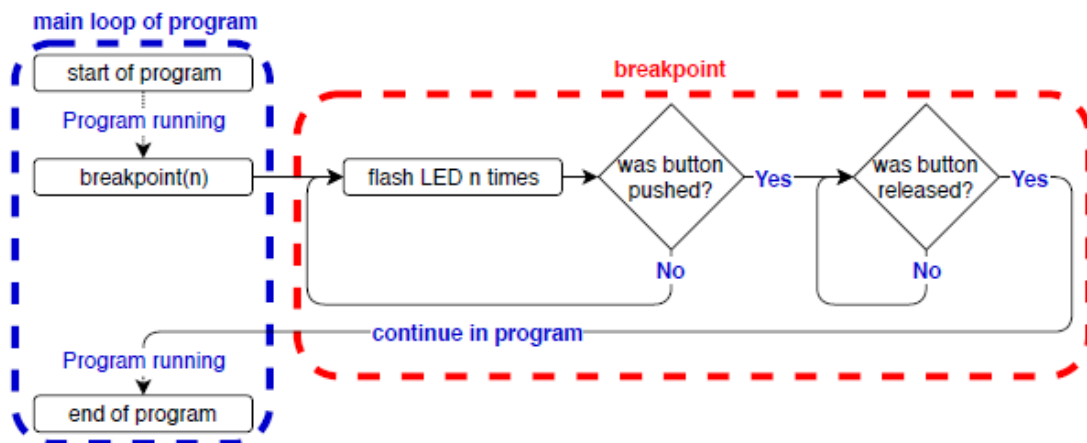 main loop of program
start of program
Program running
breakpoint(n)
breakpoint
flash LED n times
was button
pushed?
Yes
No
was button
released?
Yes
No
continue in program
Program running
end of program